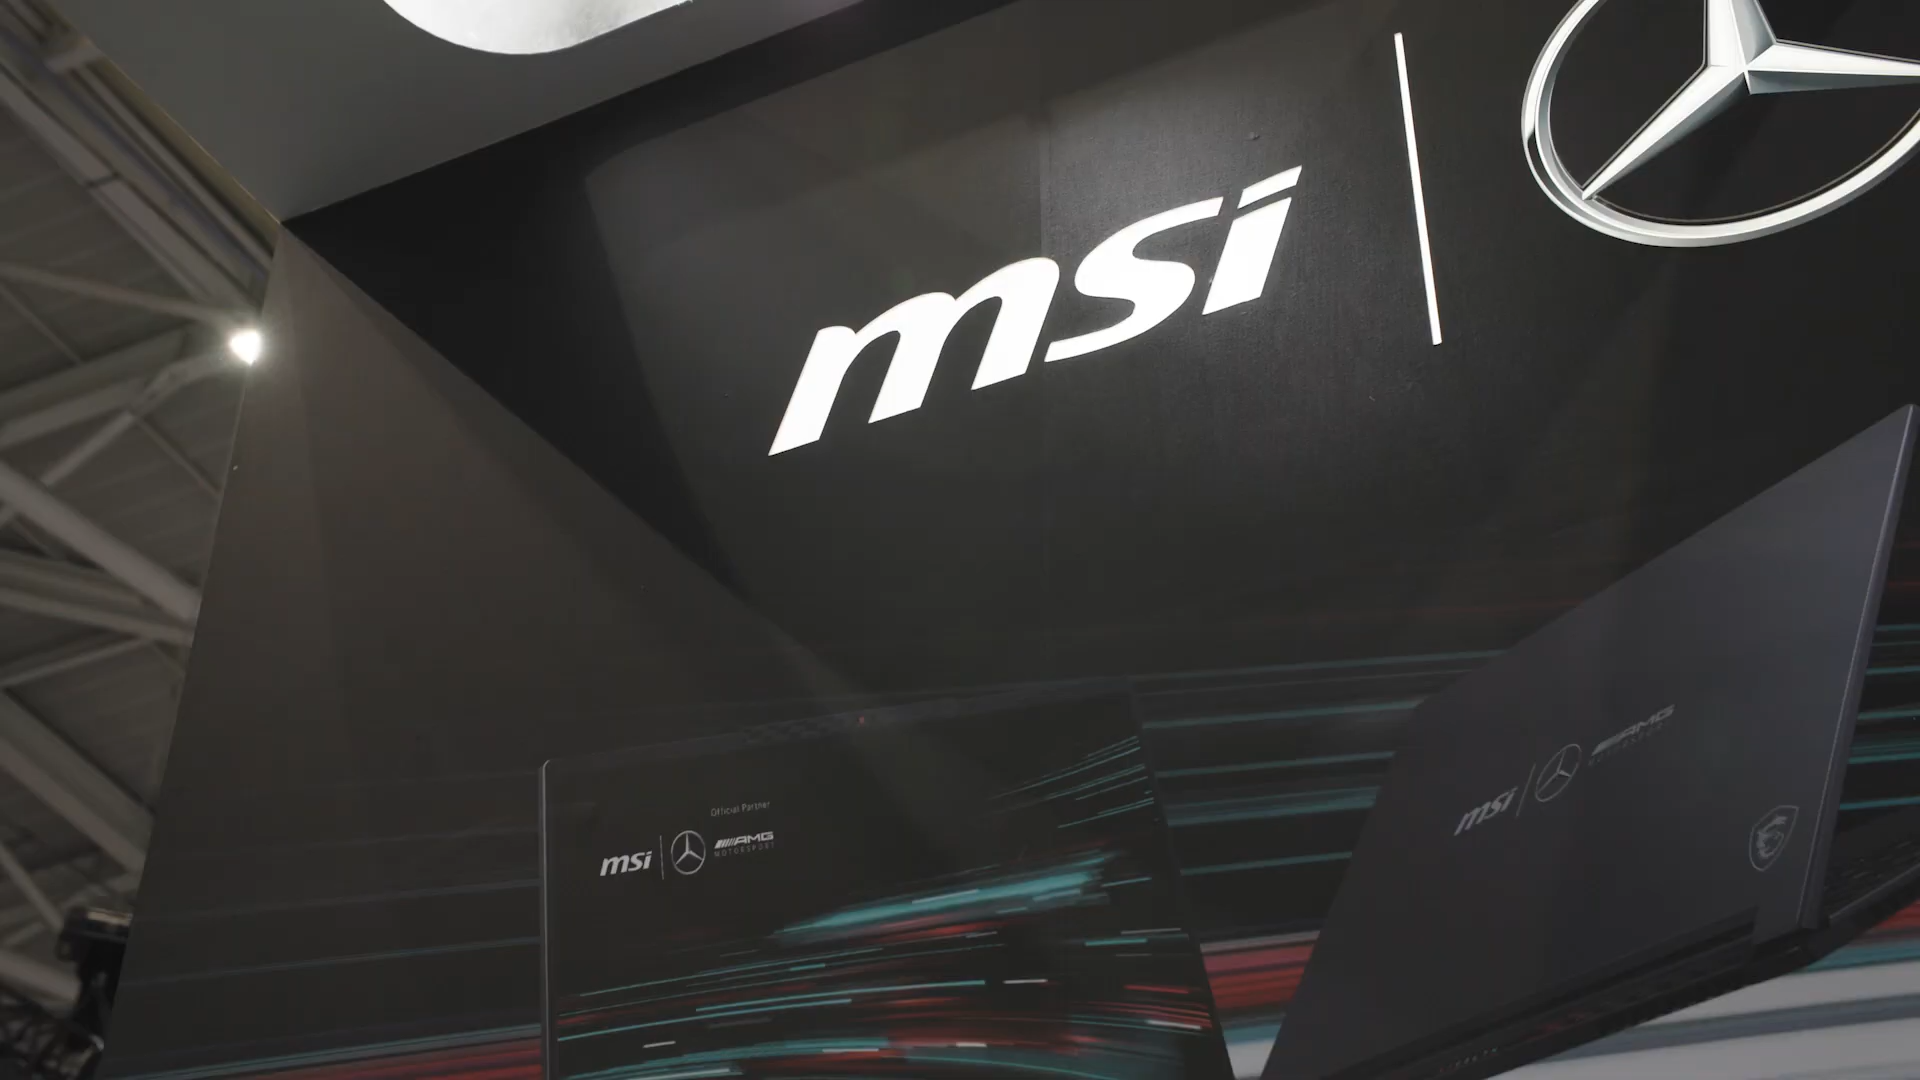 msi
Official Partner
msi AMG
MOTORSPORT
msi AMG
MOTORSPORT